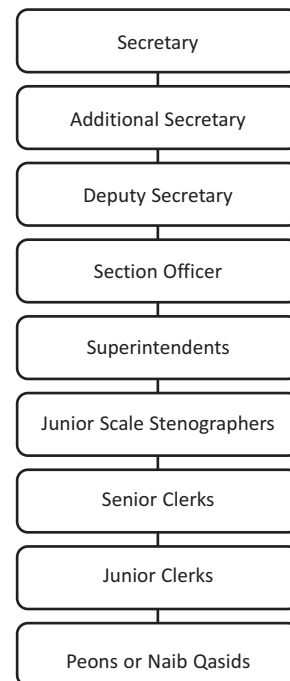 Secretary
Additional Secretary
Deputy Secretary
Section Officer
Superintendents
Junior Scale Stenographers
Senior Clerks
Junior Clerks
Peons or Naib Qasids